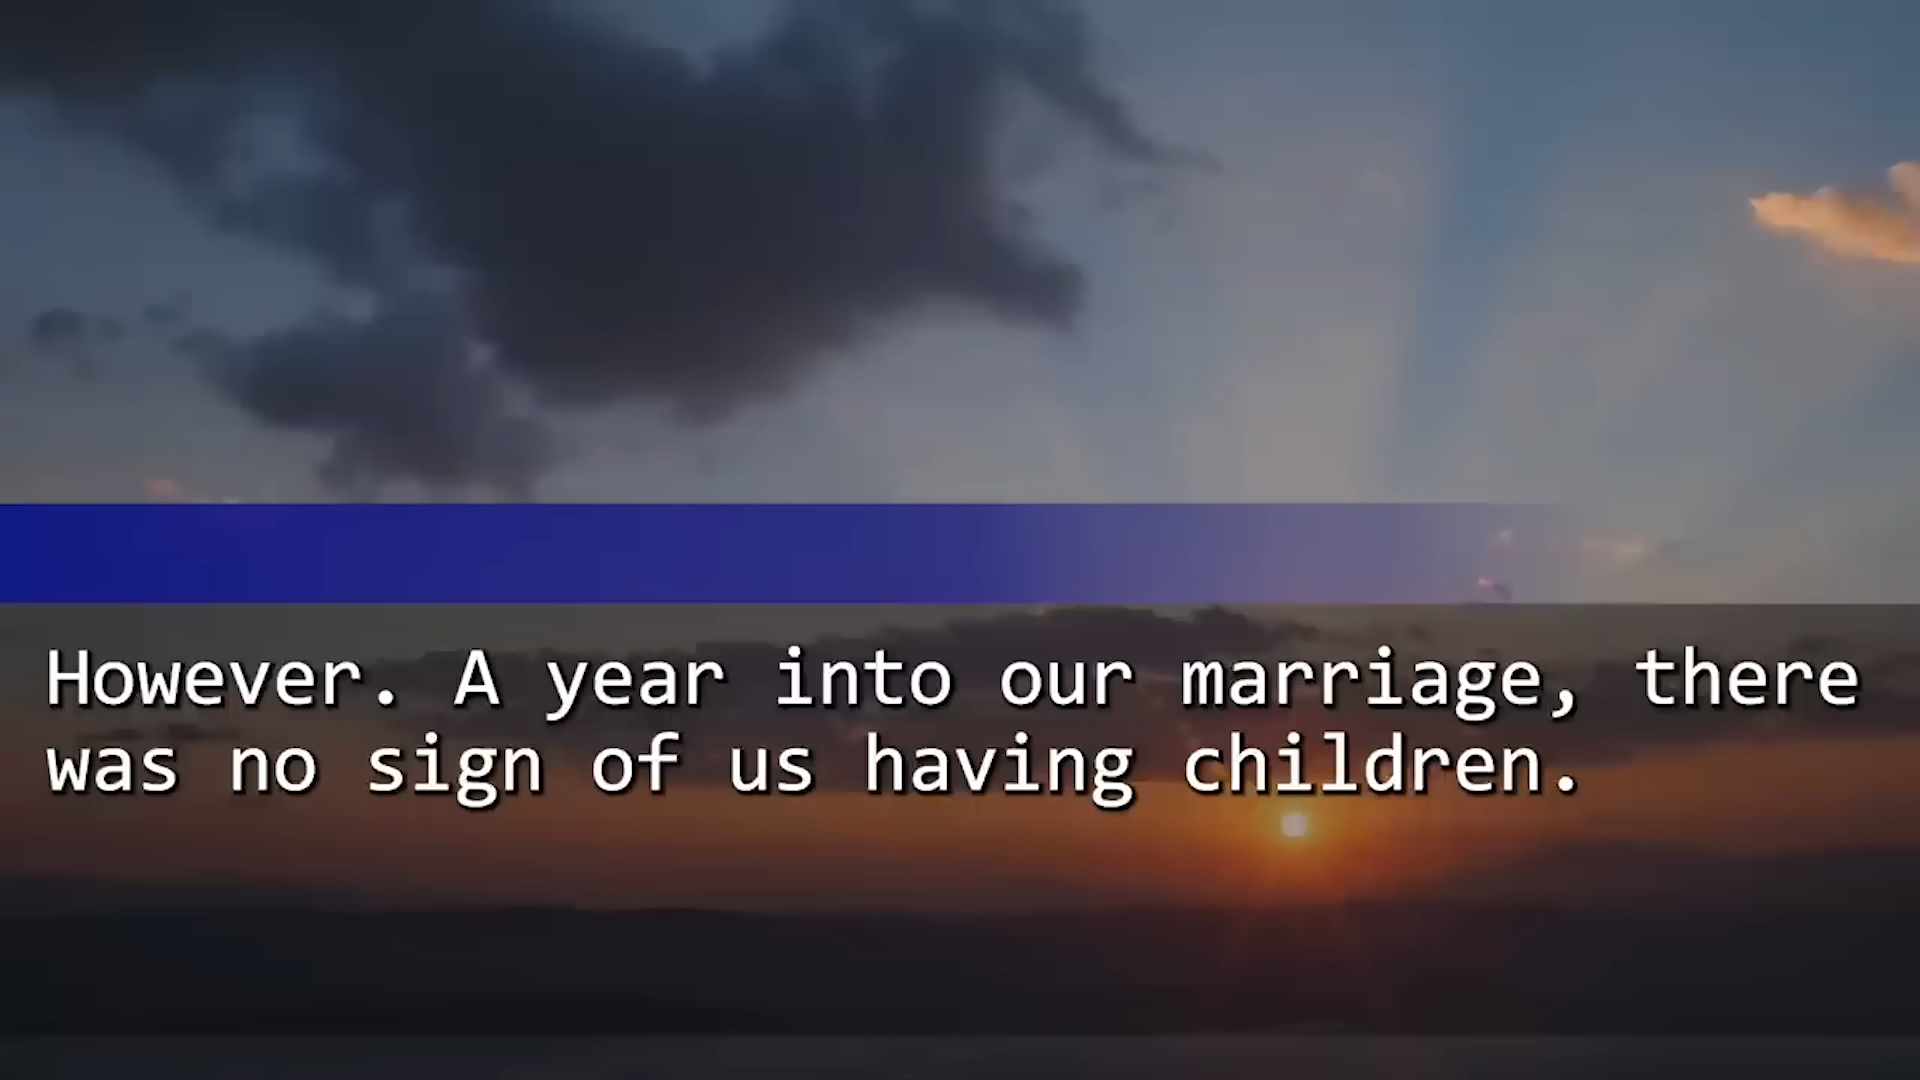 However. A year into our marriage, there
was no sign of us having children.